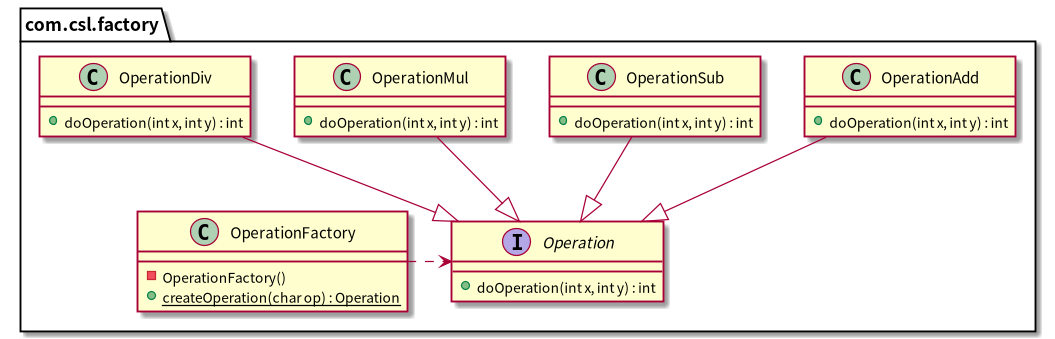 com.csl.factory
C OperationDiv
doOperation(int x, int y) : int
C OperationMul
doOperation(int x, int y) : int
C OperationSub
doOperation(int x, int y) : int
C OperationAdd
doOperation(int x, int y) : int
C OperationFactory
OperationFactory()
createOperation(char op) : Operation
I Operation
doOperation(int x, int y) : int